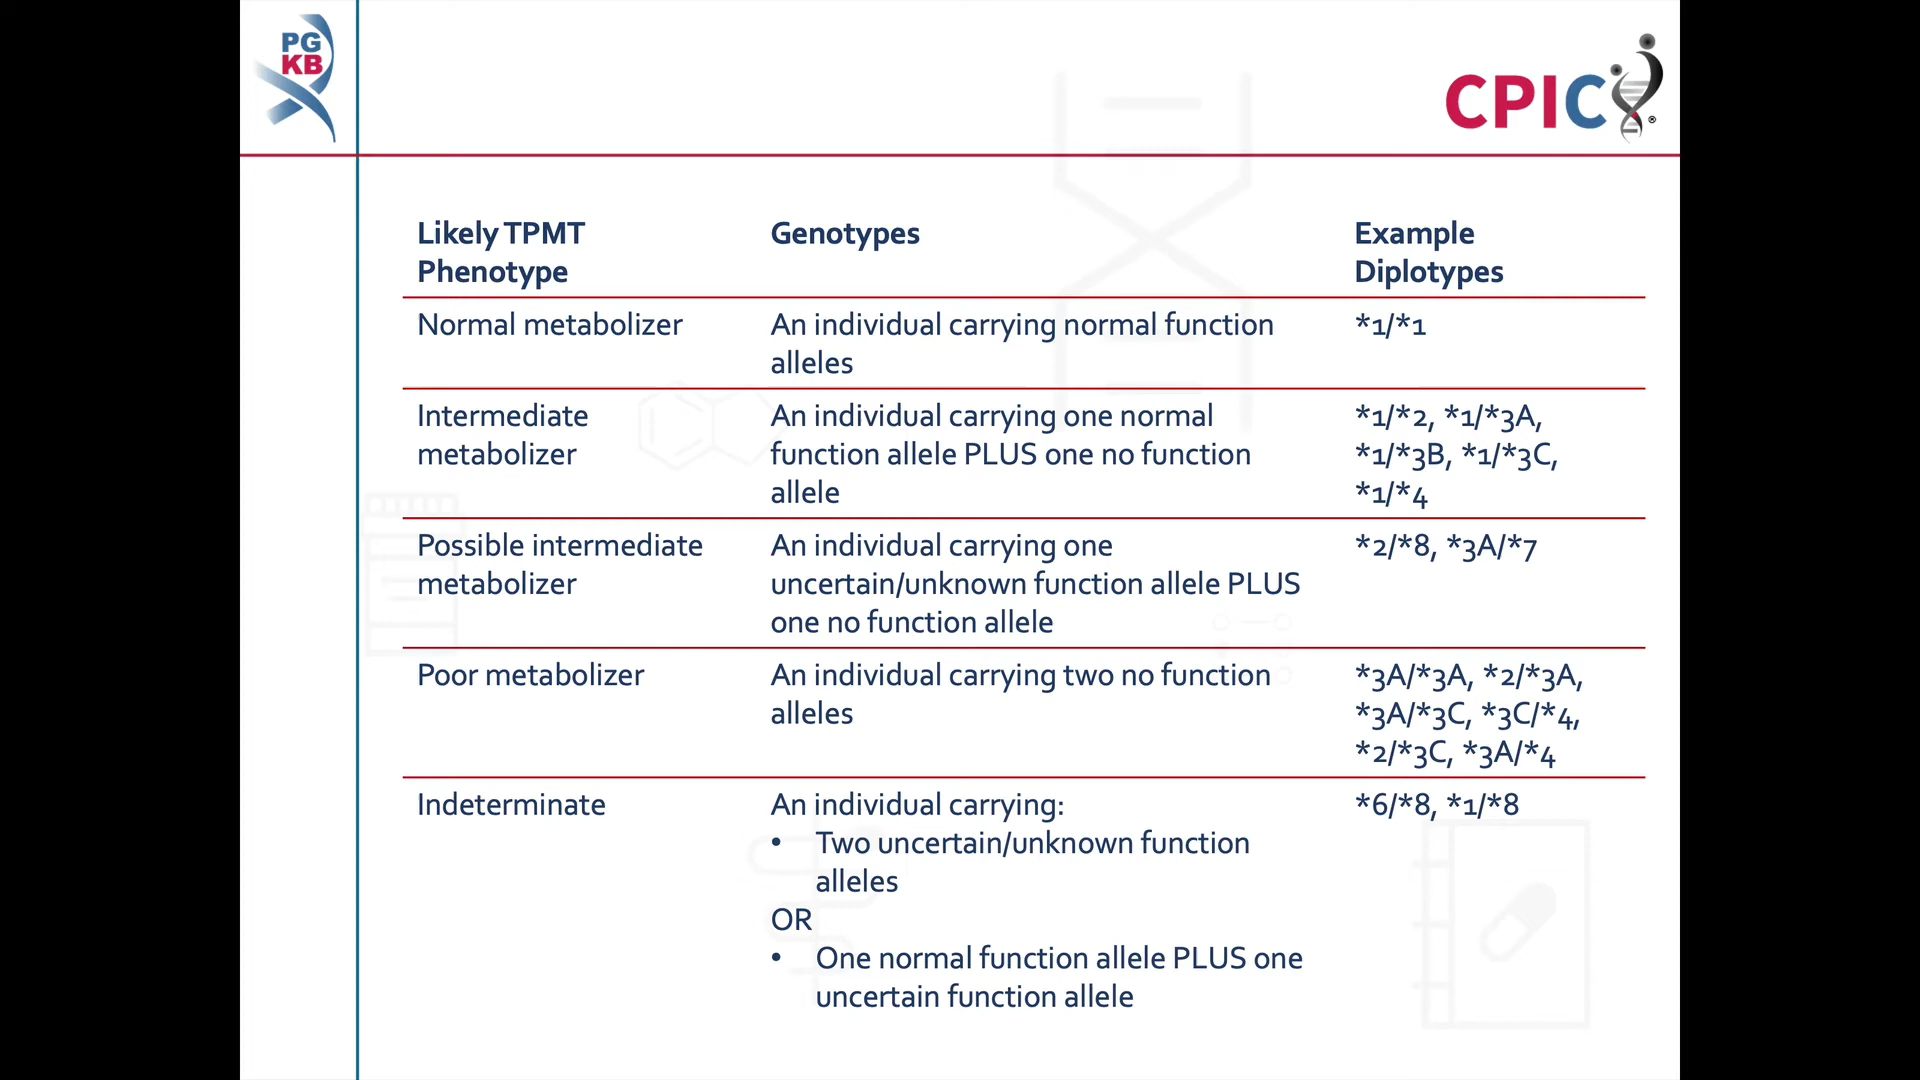 PG
KB
CPIC®
Likely TPMT
Phenotype
Genotypes
Example
Diplotypes
Normal metabolizer
An individual carrying normal function
alleles
*1/*1
Intermediate
metabolizer
An individual carrying one normal
function allele PLUS one no function
allele
*1/*2, *1/*3A,
*1/*3B, *1/*3C,
*1/*4
Possible intermediate
metabolizer
An individual carrying one
uncertain/unknown function allele PLUS
one no function allele
*2/*8, *3A/*7
Poor metabolizer
An individual carrying two no function
alleles
*3A/*3A, *2/*3A,
*3A/*3C, *3C/*4,
*2/*3C, *3A/*4
Indeterminate
An individual carrying:
• Two uncertain/unknown function
alleles
OR
• One normal function allele PLUS one
uncertain function allele
*6/*8, *1/*8